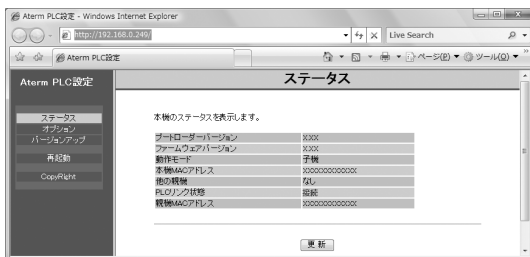 Aterm PLC設定 - Windows Internet Explorer
http://192.168.0.249/
Live Search
Aterm PLC設定
ページ(P)
ツール(O)
Aterm PLC設定
ステータス
オプション
バージョンアップ
再起動
CopyRight
ステータス
本機のステータスを表示します。
ブートローダーバージョン XXX
ファームウェアバージョン XXX
動作モード 子機
本機MACアドレス XXXXXXXXXXXX
他の親機 なし
PLCリンク状態 接続
親機MACアドレス XXXXXXXXXXXX
更新